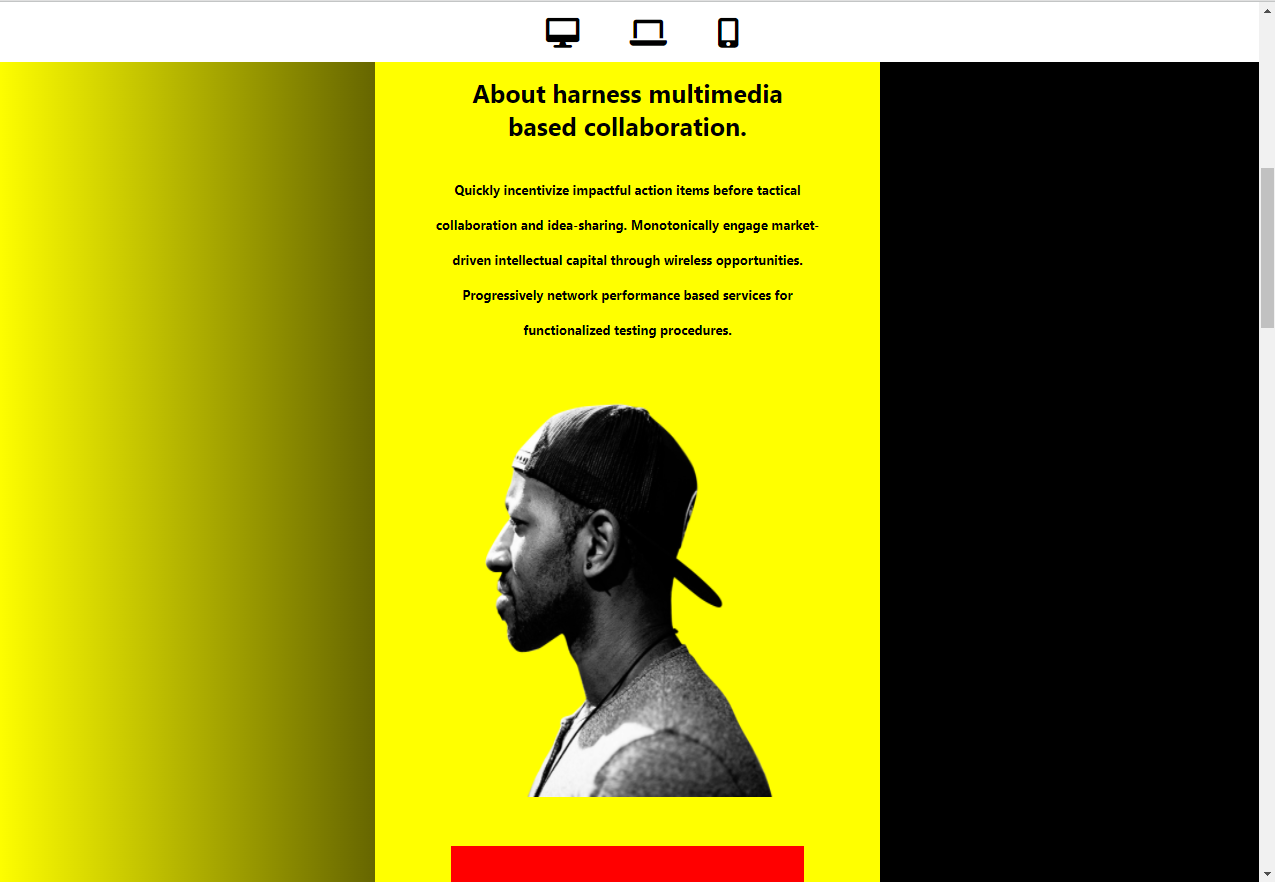 About harness multimedia
based collaboration.
Quickly incentivize impactful action items before tactical
collaboration and idea-sharing. Monotonically engage market-
driven intellectual capital through wireless opportunities.
Progressively network performance based services for
functionalized testing procedures.